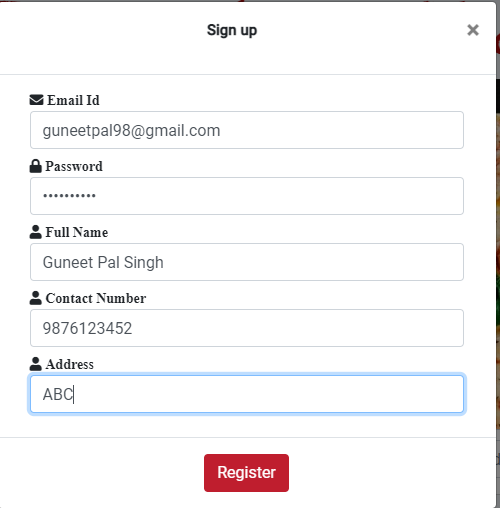 Sign up
×
Email Id
guneetpal98@gmail.com
Password
••••••••••
Full Name
Guneet Pal Singh
Contact Number
9876123452
Address
ABC
Register